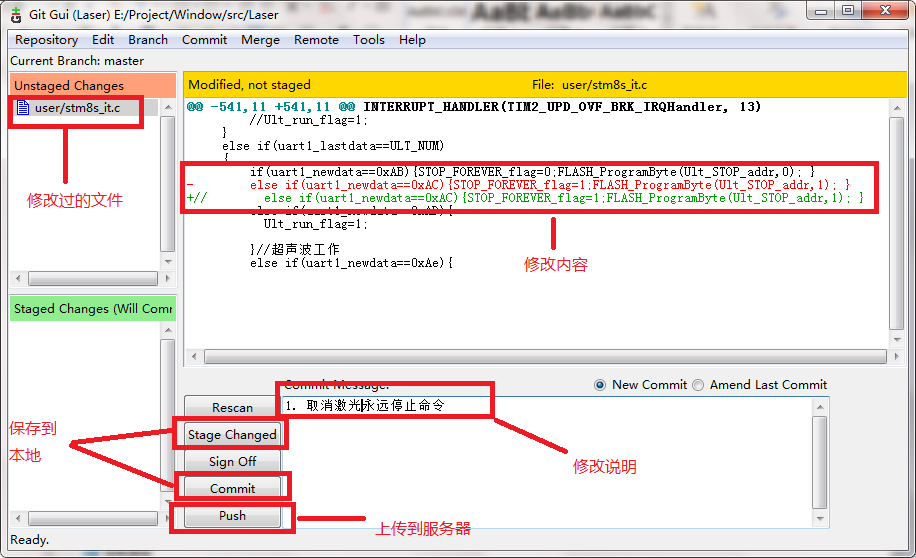 Git Gui (Laser) E:/Project/Window/src/Laser
Repository Edit Branch Commit Merge Remote Tools Help
Current Branch: master
Unstaged Changes
user/stm8s_it.c
修改过的文件
Modified, not staged File: user/stm8s_it.c
@@ -541,11 +541,11 @@ INTERRUPT_HANDLER(TIM2_UPD_OVF_BRK_IRQHandler, 13)
//Ult_run_flag=1;
}
else if(uart1_lastdata==ULT_NUM)
{
if(uart1_newdata==0xAB){STOP_FOREVER_flag=0;FLASH_ProgramByte(Ult_STOP_addr,0); }
- else if(uart1_newdata==0xAC){STOP_FOREVER_flag=1;FLASH_ProgramByte(Ult_STOP_addr,1); }
+// else if(uart1_newdata==0xAC){STOP_FOREVER_flag=1;FLASH_ProgramByte(Ult_STOP_addr,1); }
else if(uart1_newdata==0xAD){
Ult_run_flag=1;
}//超声波工作
else if(uart1_newdata==0xAe){
修改内容
Staged Changes (Will Comm
Commit Message:
New Commit Amend Last Commit
Rescan
1. 取消激光永远停止命令
Stage Changed
Sign Off
Commit
Push
保存到
本地
修改说明
上传到服务器
Ready.